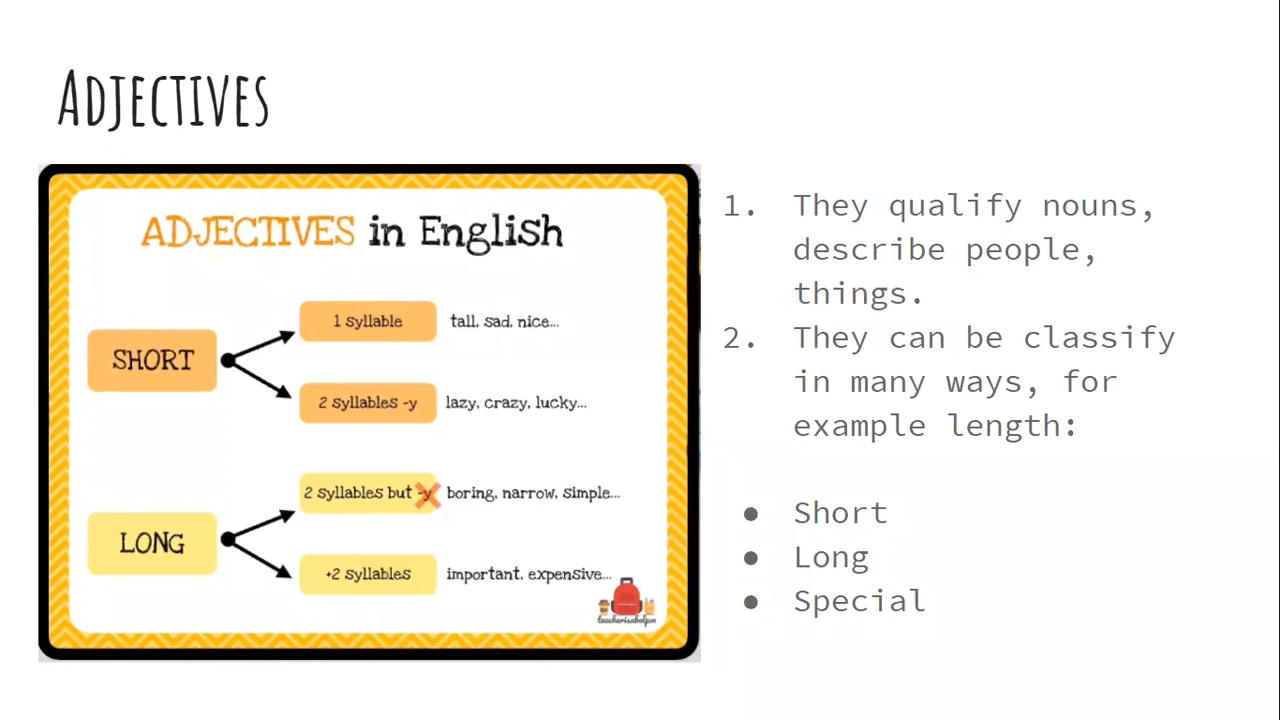 Adjectives
ADJECTIVES in English
SHORT
1 syllable
tall, sad, nice...
2 syllables -y
lazy, crazy, lucky...
LONG
2 syllables but -y
boring, narrow, simple...
+2 syllables
important, expensive...
teacherisabelpm
1. They qualify nouns,
describe people,
things.
2. They can be classify
in many ways, for
example length:
● Short
● Long
● Special